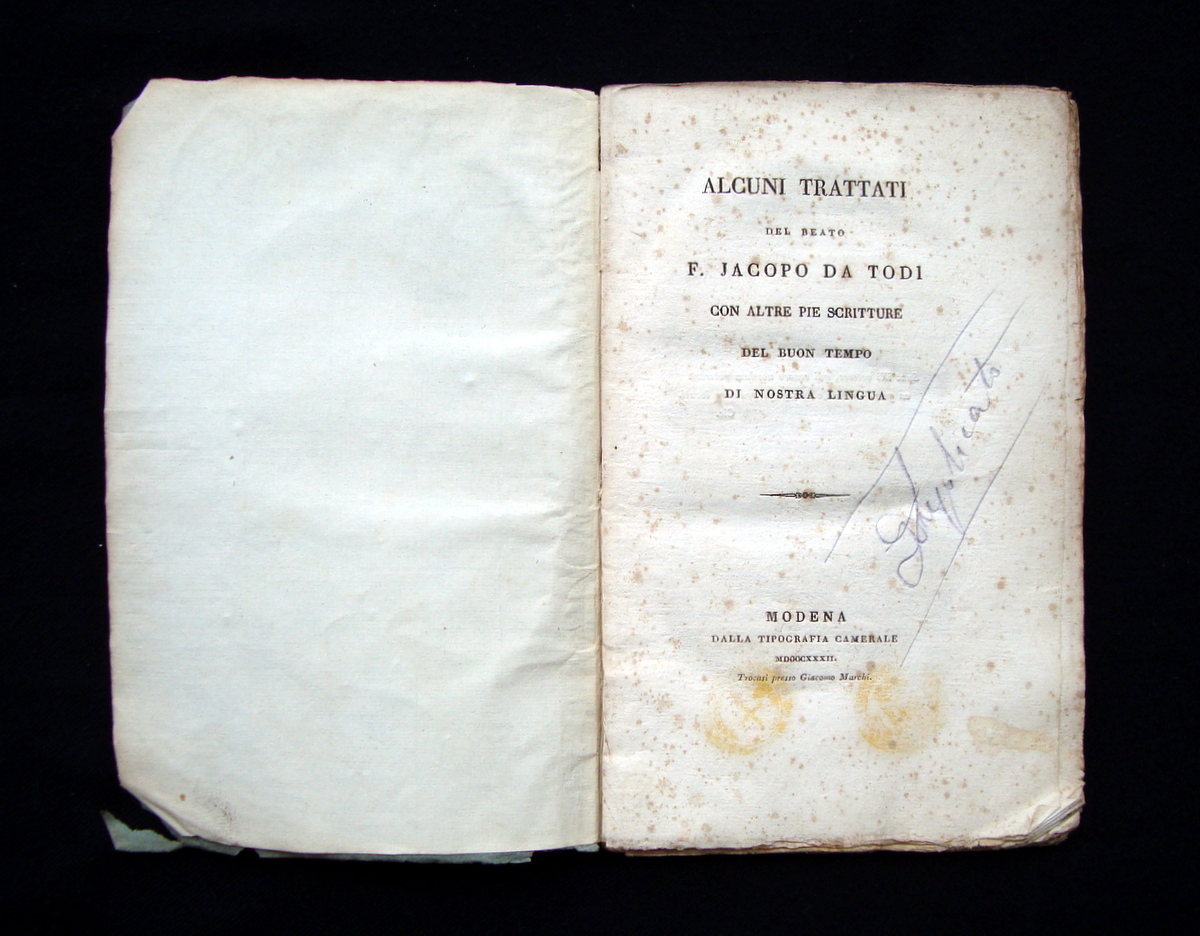 ALCUNI TRATTATI
DEL BEATO
F. JACOPO DA TODI
CON ALTRE PIE SCRITTURE
DEL BUON TEMPO
DI NOSTRA LINGUA
Duplicato
MODENA
DALLA TIPOGRAFIA CAMERALE
MDCCCXXXII.
Trovasi presso Giacomo Marchi.